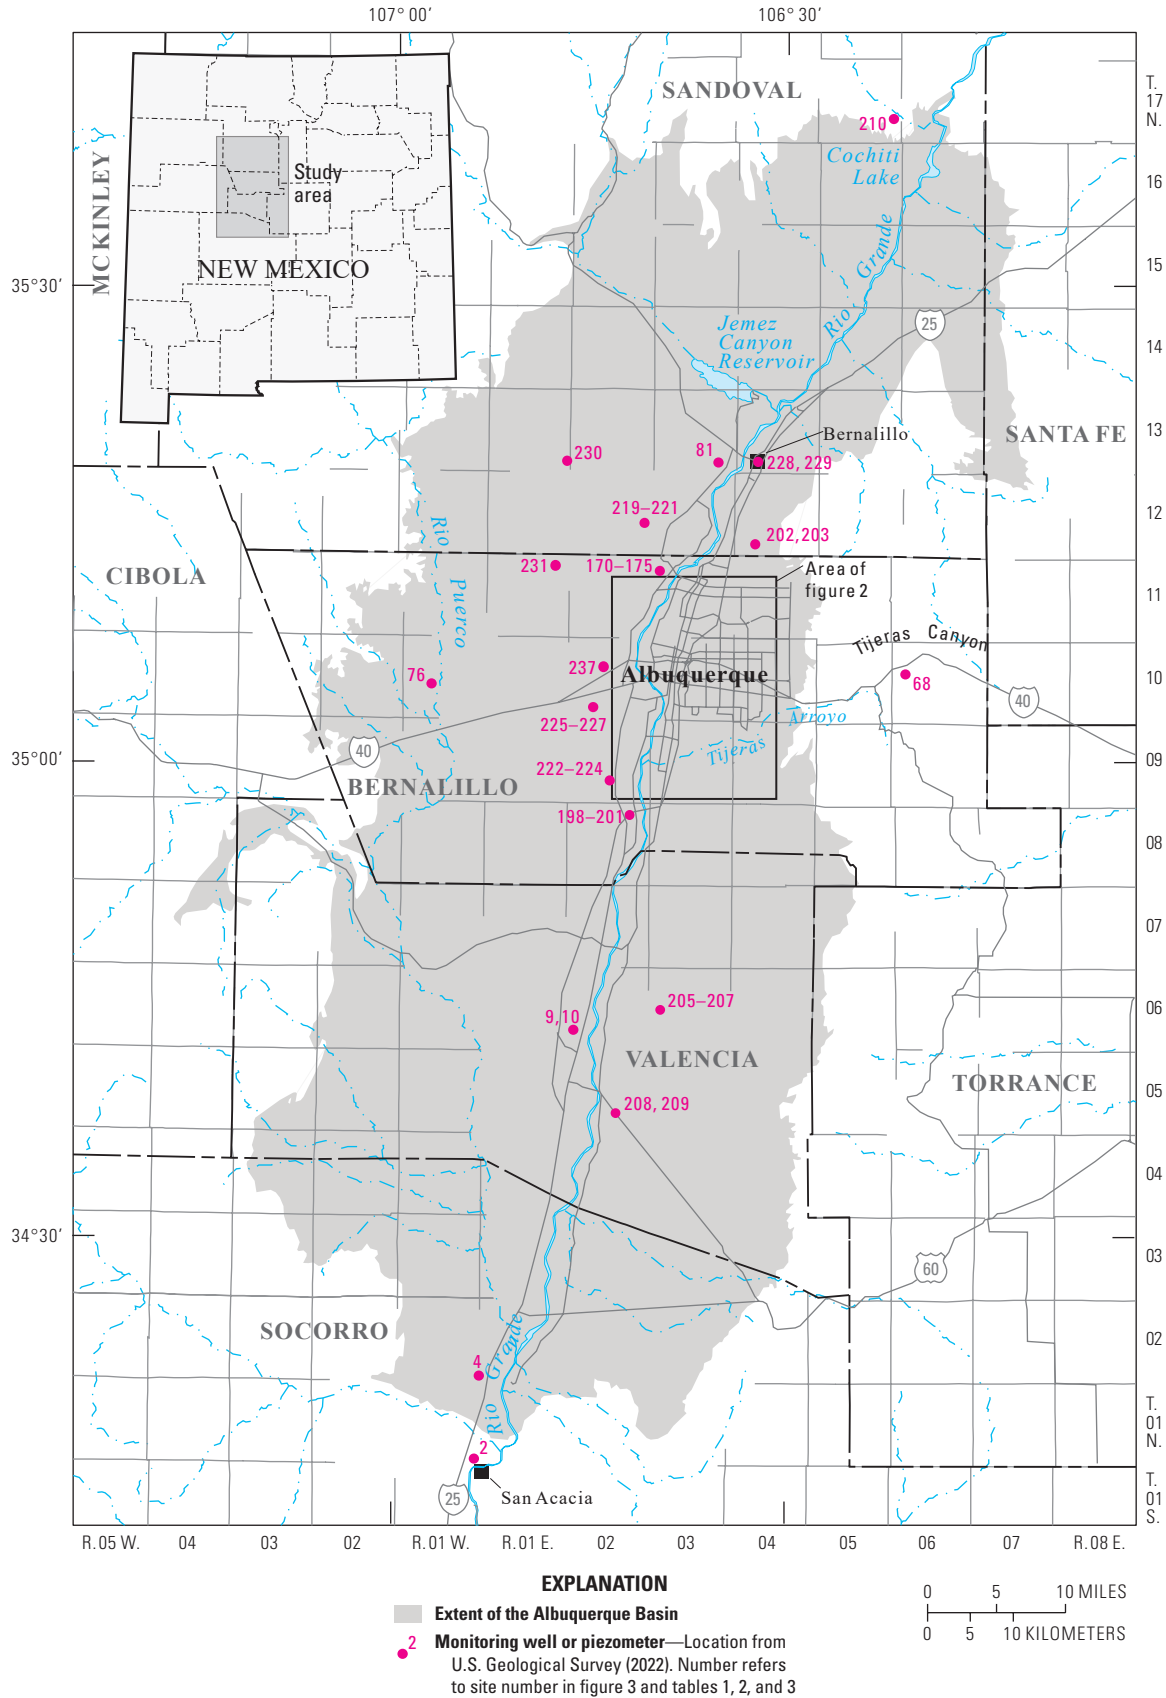 107°00′
106°30′
SANDOVAL
T.
17
N.
210
Cochiti
Lake
16
MCKINLEY
Study
area
Rio Grande
15
NEW MEXICO
35°30′
25
Jemez
Canyon
Reservoir
Rio
14
Bernalillo
13
SANTA FE
230
81
228, 229
219–221
12
Rio
202, 203
CIBOLA
231
170–175
Area of
figure 2
11
Puerco
Tijeras Canyon
237
Albuquerque
10
76
68
225–227
Arroyo
40
40
Tijeras
35°00′
222–224
09
BERNALILLO
198–201
08
07
205–207
06
9, 10
VALENCIA
TORRANCE
05
208, 209
04
34°30′
03
60
SOCORRO
02
Rio Grande
4
T.
01
N.
2
T.
01
S.
25
San Acacia
R. 05 W.
04
03
02
R. 01 W.
R. 01 E.
02
03
04
05
06
07
R. 08 E.
EXPLANATION
Extent of the Albuquerque Basin
2 Monitoring well or piezometer—Location from
U.S. Geological Survey (2022). Number refers
to site number in figure 3 and tables 1, 2, and 3
0 5 10 MILES
0 5 10 KILOMETERS